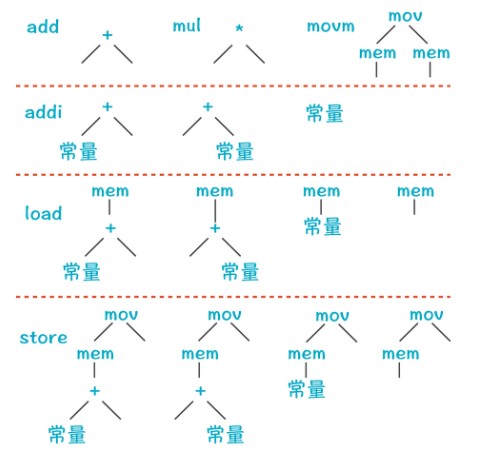 add + mul * movm mov
mem mem
addi + + 常量
常量 常量
mem mem mem mem
load + + 常量
常量 常量
mov mov mov mov
store mem mem mem mem
+ + 常量
常量 常量